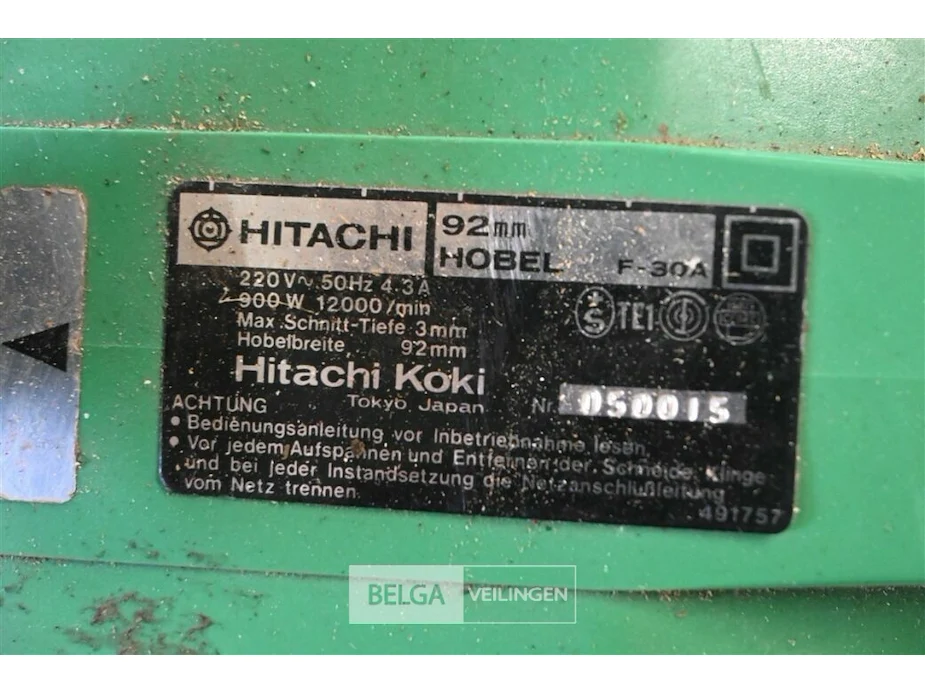 HITACHI
92mm
HOBEL F-30A
220V~ 50Hz 4.3A
900W 12000/min
Max.Schnitt-Tiefe 3mm
Hobelbreite 92mm
Hitachi Koki
Tokyo Japan
Nr. 050015
ACHTUNG
• Bedienungsanleitung vor Inbetriebnahme lesen.
• Vor jedem Aufspannen und Entfernen der Schneide, Klinge
und bei jeder Instandsetzung die Netzanschlußleitung
vom Netz trennen.
491757
BELGA VEILINGEN